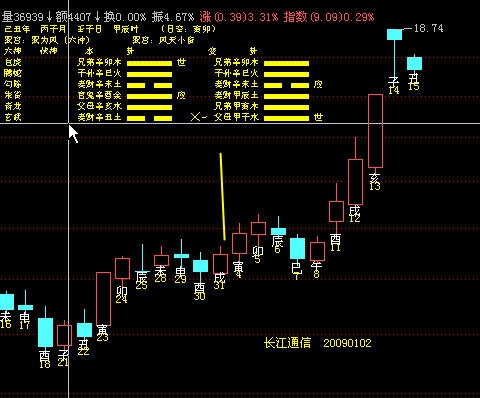 量36939↓额4407↓换0.00% 振4.67% 涨(0.39)3.31% 指数(9.09)0.29%
己丑年 丙子月 壬子日 甲辰时 (日空:寅卯)
巽宫:巽为风(六冲) 巽宫:风天小畜
六神 伏神 本 卦 变 卦
白虎 兄弟辛卯木 世 兄弟辛卯木
腾蛇 子孙辛巳火 子孙辛巳火
勾陈 妻财辛未土 妻财辛未土 应
朱雀 官鬼辛酉金 应 妻财甲辰土
青龙 父母辛亥水 兄弟甲寅木
玄武 妻财辛丑土 父母甲子水 世
18.74
子 14
丑 15
亥 13
戌 12
酉 11
午 8
巳 7
辰 6
卯 5
寅 4
戌 31
酉 30
申 29
未 28
辰 25
卯 24
寅 23
丑 22
子 21
酉 18
申 17
未 16
长江通信 20090102